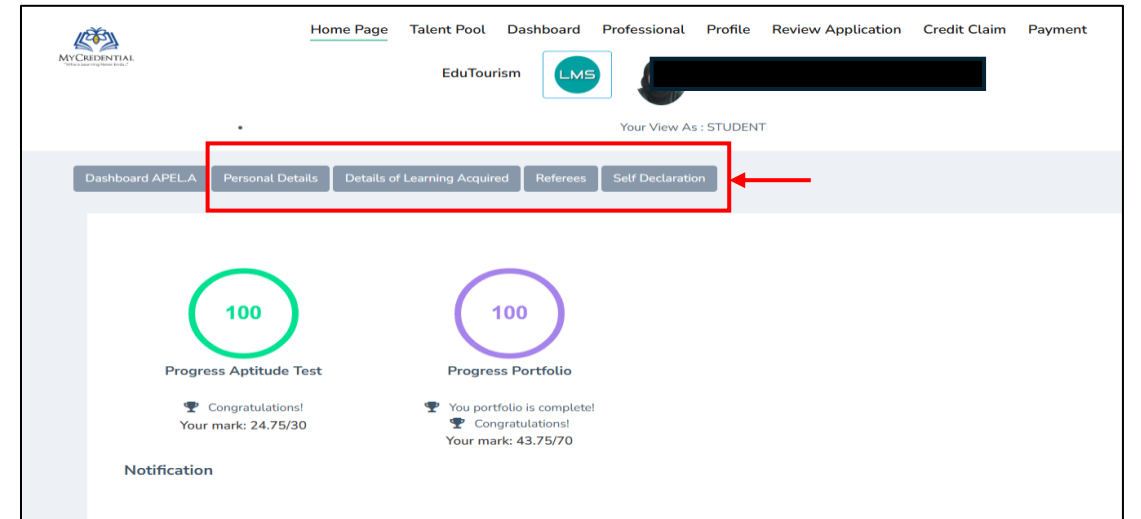 Home Page Talent Pool Dashboard Professional Profile Review Application Credit Claim Payment
MYCREDENTIAL
EduTourism LMS
Your View As : STUDENT
Dashboard APEL.A Personal Details Details of Learning Acquired Referees Self Declaration
100 100
Progress Aptitude Test Progress Portfolio
Congratulations! You portfolio is complete!
Your mark: 24.75/30 Congratulations!
Your mark: 43.75/70
Notification